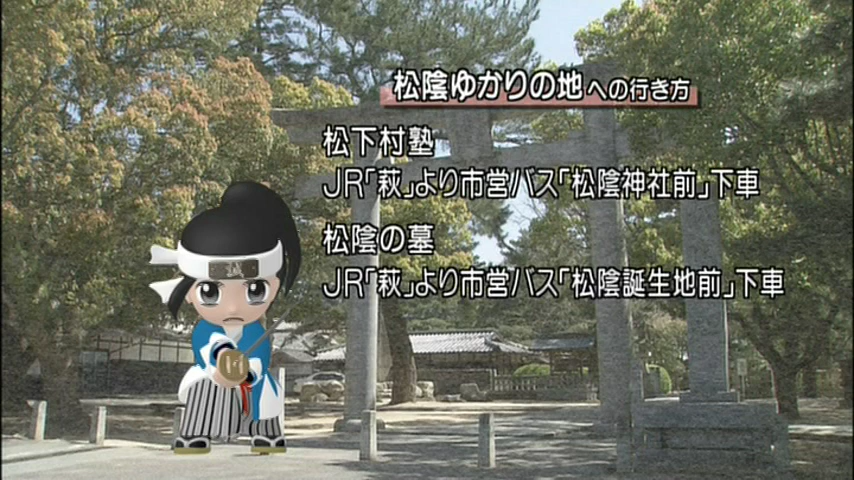 松陰ゆかりの地への行き方
松下村塾
JR「萩」より市営バス「松陰神社前」下車
松陰の墓
JR「萩」より市営バス「松陰誕生地前」下車
誠